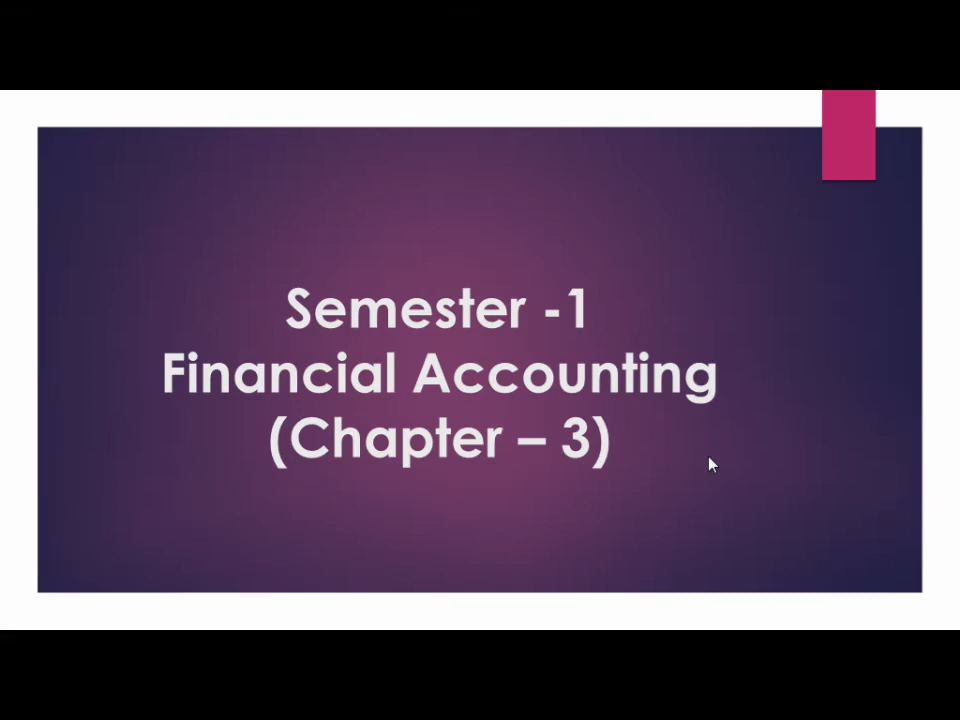 Semester -1
Financial Accounting
(Chapter – 3)